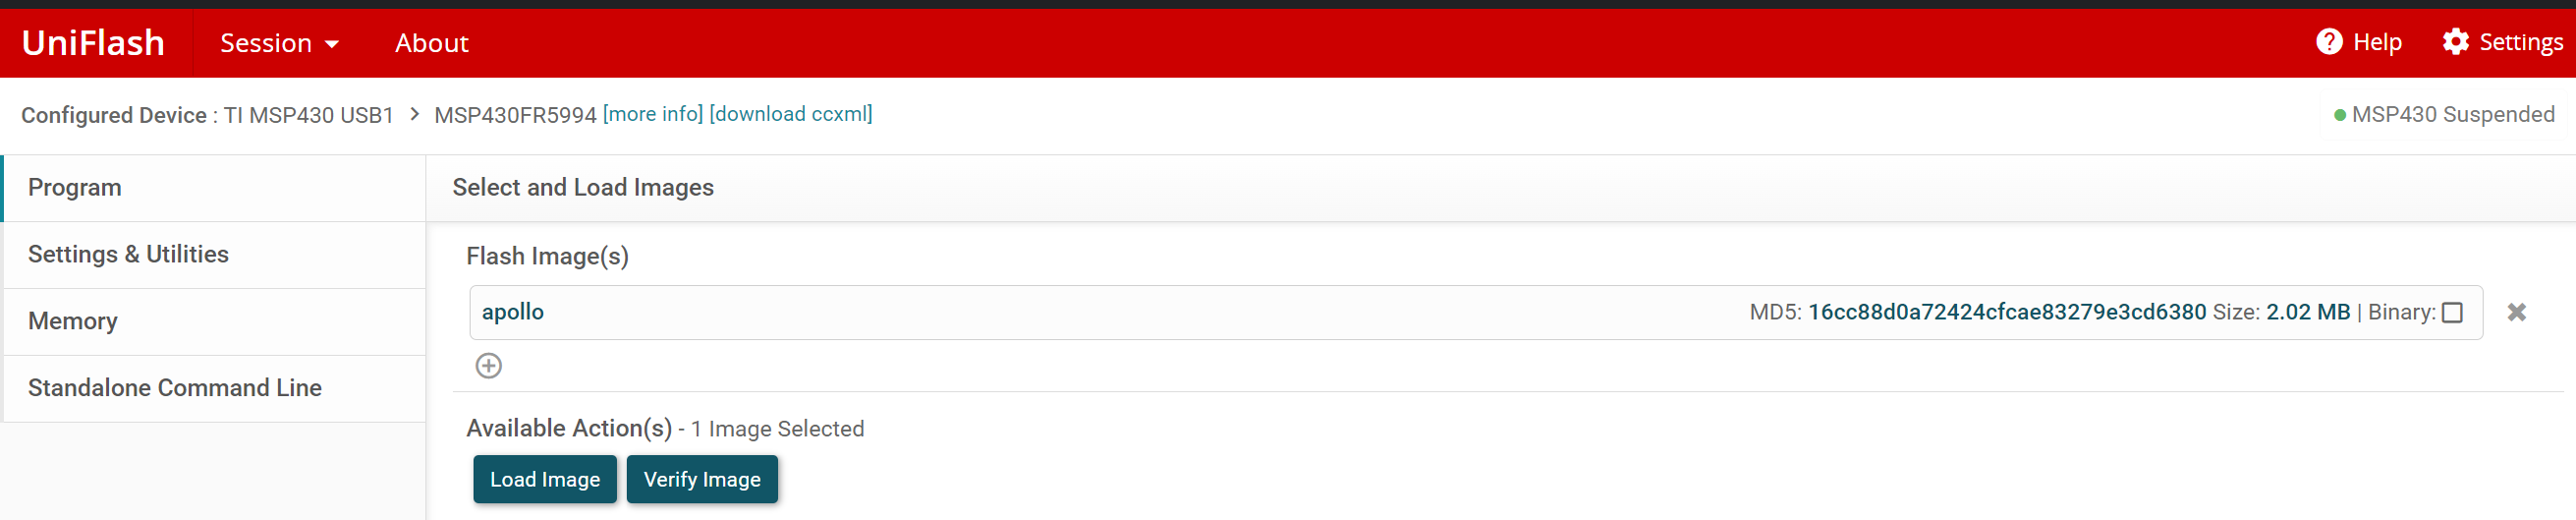 UniFlash Session About Help Settings
Configured Device : TI MSP430 USB1 > MSP430FR5994 [more info] [download ccxml] MSP430 Suspended
Program
Select and Load Images
Settings & Utilities
Flash Image(s)
apollo MD5: 16cc88d0a72424cfcae83279e3cd6380 Size: 2.02 MB | Binary:
Memory
Standalone Command Line
Available Action(s) - 1 Image Selected
Load Image Verify Image